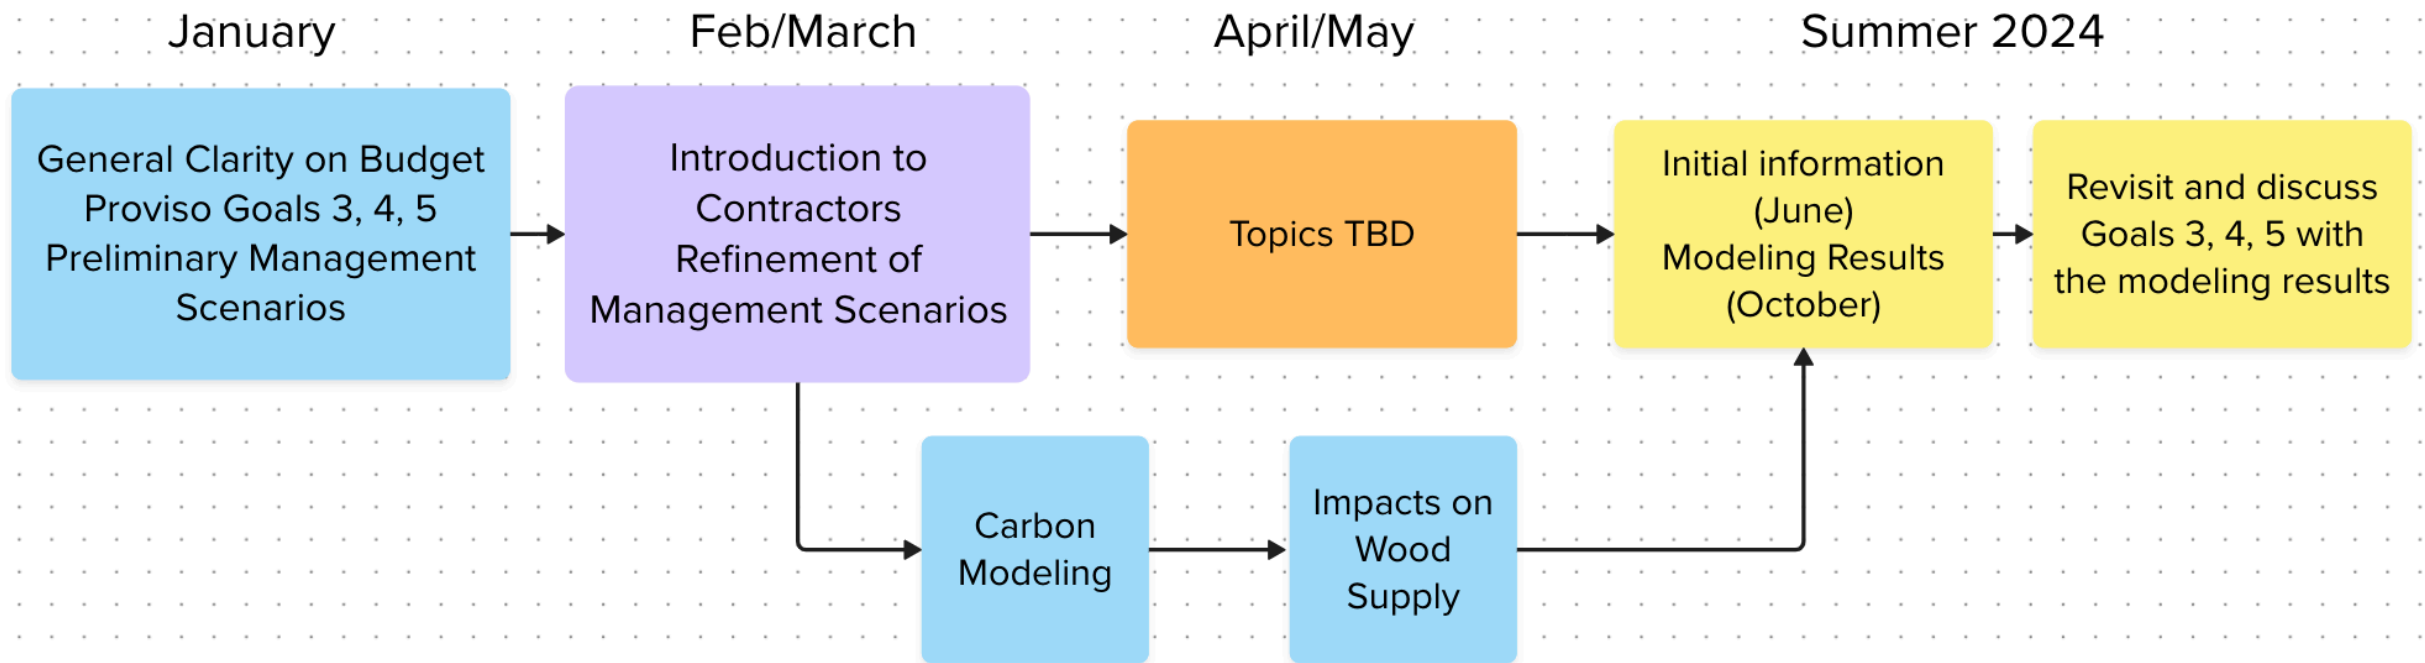 January
Feb/March
April/May
Summer 2024
General Clarity on Budget
Proviso Goals 3, 4, 5
Preliminary Management
Scenarios
Introduction to
Contractors
Refinement of
Management Scenarios
Topics TBD
Initial information
(June)
Modeling Results
(October)
Revisit and discuss
Goals 3, 4, 5 with
the modeling results
Carbon
Modeling
Impacts on
Wood
Supply